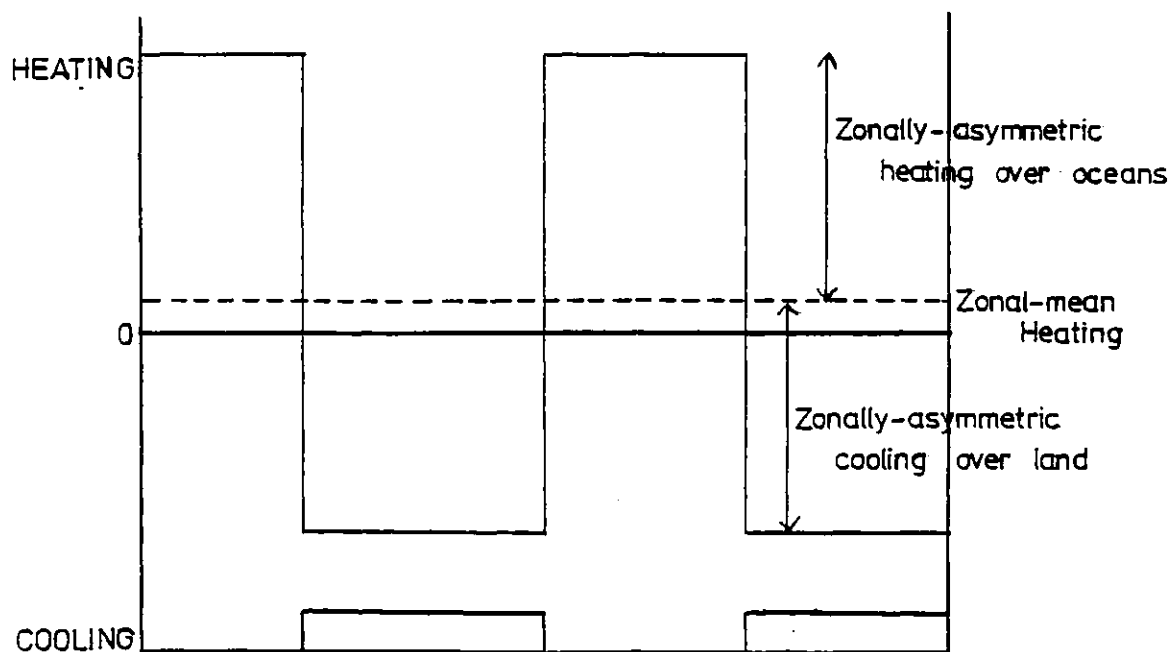 HEATING
Zonally-asymmetric
heating over oceans
Zonal-mean
Heating
0
Zonally-asymmetric
cooling over land
COOLING